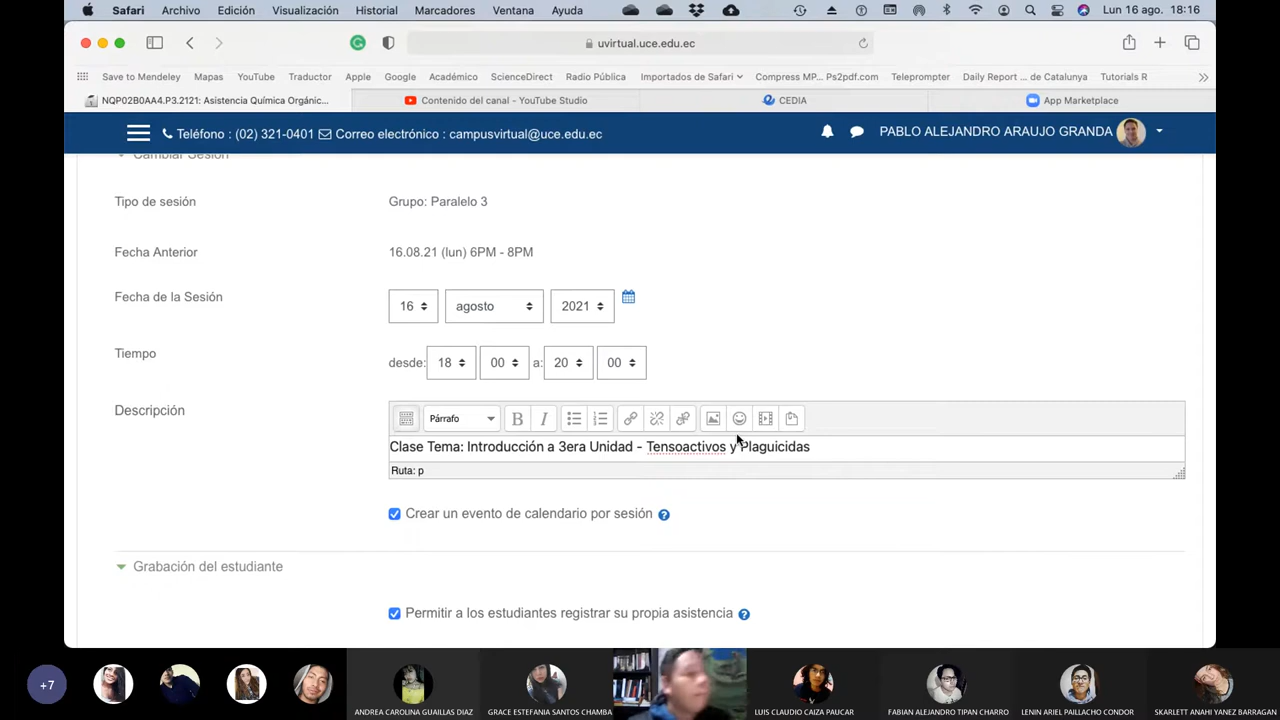 Safari Archivo Edición Visualización Historial Marcadores Ventana Ayuda Lun 16 ago. 18:16
uvirtual.uce.edu.ec
Save to Mendeley Mapas YouTube Traductor Apple Google Académico ScienceDirect Radio Pública Importados de Safari Compress MP... Ps2pdf.com Teleprompter Daily Report ... de Catalunya Tutorials R
NQP02B0AA4.P3.2121: Asistencia Química Orgánic... Contenido del canal - YouTube Studio CEDIA App Marketplace
Teléfono : (02) 321-0401 Correo electrónico : campusvirtual@uce.edu.ec PABLO ALEJANDRO ARAUJO GRANDA
Cambiar Sesión
Tipo de sesión Grupo: Paralelo 3
Fecha Anterior 16.08.21 (lun) 6PM - 8PM
Fecha de la Sesión 16 agosto 2021
Tiempo desde: 18 00 a: 20 00
Descripción Párrafo B I
Clase Tema: Introducción a 3era Unidad - Tensoactivos y Plaguicidas
Ruta: p
Crear un evento de calendario por sesión ?
Grabación del estudiante
Permitir a los estudiantes registrar su propia asistencia ?
+7 ANDREA CAROLINA GUAILLAS DIAZ GRACE ESTEFANIA SANTOS CHAMBA LUIS CLAUDIO CAIZA PAUCAR FABIAN ALEJANDRO TIPAN CHARRO LENIN ARIEL PAILLACHO CONDOR SKARLETT ANAHI YANEZ BARRAGAN